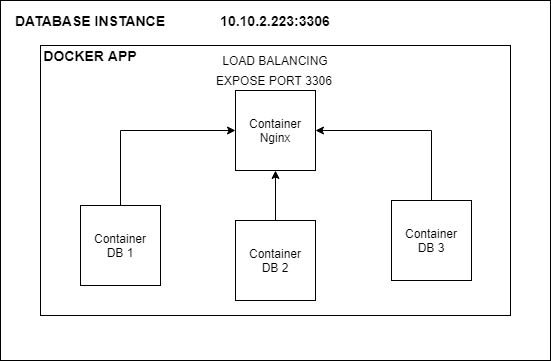 DATABASE INSTANCE 10.10.2.223:3306
DOCKER APP
LOAD BALANCING
EXPOSE PORT 3306
Container
Nginx
Container
DB 1
Container
DB 2
Container
DB 3